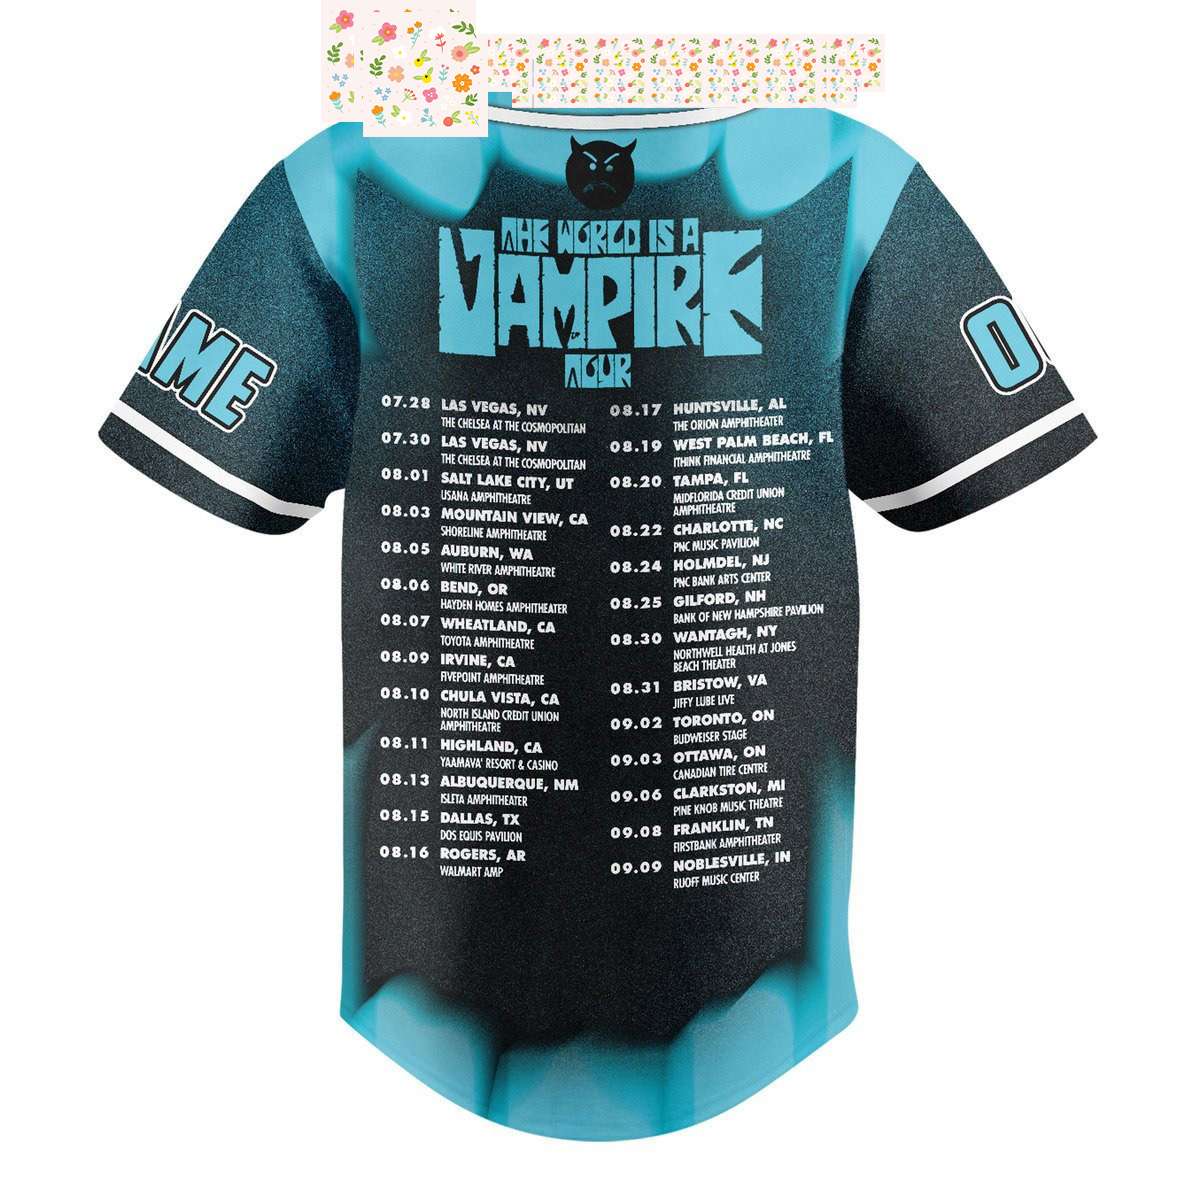 THE WORLD IS A
VAMPIRE
TOUR
AME
07.28 LAS VEGAS, NV
THE CHELSEA AT THE COSMOPOLITAN
07.30 LAS VEGAS, NV
THE CHELSEA AT THE COSMOPOLITAN
08.01 SALT LAKE CITY, UT
USANA AMPHITHEATRE
08.03 MOUNTAIN VIEW, CA
SHORELINE AMPHITHEATRE
08.05 AUBURN, WA
WHITE RIVER AMPHITHEATRE
08.06 BEND, OR
HAYDEN HOMES AMPHITHEATER
08.07 WHEATLAND, CA
TOYOTA AMPHITHEATRE
08.09 IRVINE, CA
FIVEPOINT AMPHITHEATRE
08.10 CHULA VISTA, CA
NORTH ISLAND CREDIT UNION
AMPHITHEATRE
08.11 HIGHLAND, CA
YAAMAVA' RESORT & CASINO
08.13 ALBUQUERQUE, NM
ISLETA AMPHITHEATER
08.15 DALLAS, TX
DOS EQUIS PAVILION
08.16 ROGERS, AR
WALMART AMP
08.17 HUNTSVILLE, AL
THE ORION AMPHITHEATER
08.19 WEST PALM BEACH, FL
ITHINK FINANCIAL AMPHITHEATRE
08.20 TAMPA, FL
MIDFLORIDA CREDIT UNION
AMPHITHEATRE
08.22 CHARLOTTE, NC
PNC MUSIC PAVILION
08.24 HOLMDEL, NJ
PNC BANK ARTS CENTER
08.25 GILFORD, NH
BANK OF NEW HAMPSHIRE PAVILION
08.30 WANTAGH, NY
NORTHWELL HEALTH AT JONES
BEACH THEATER
08.31 BRISTOW, VA
JIFFY LUBE LIVE
09.02 TORONTO, ON
BUDWEISER STAGE
09.03 OTTAWA, ON
CANADIAN TIRE CENTRE
09.06 CLARKSTON, MI
PINE KNOB MUSIC THEATRE
09.08 FRANKLIN, TN
FIRSTBANK AMPHITHEATER
09.09 NOBLESVILLE, IN
RUOFF MUSIC CENTER